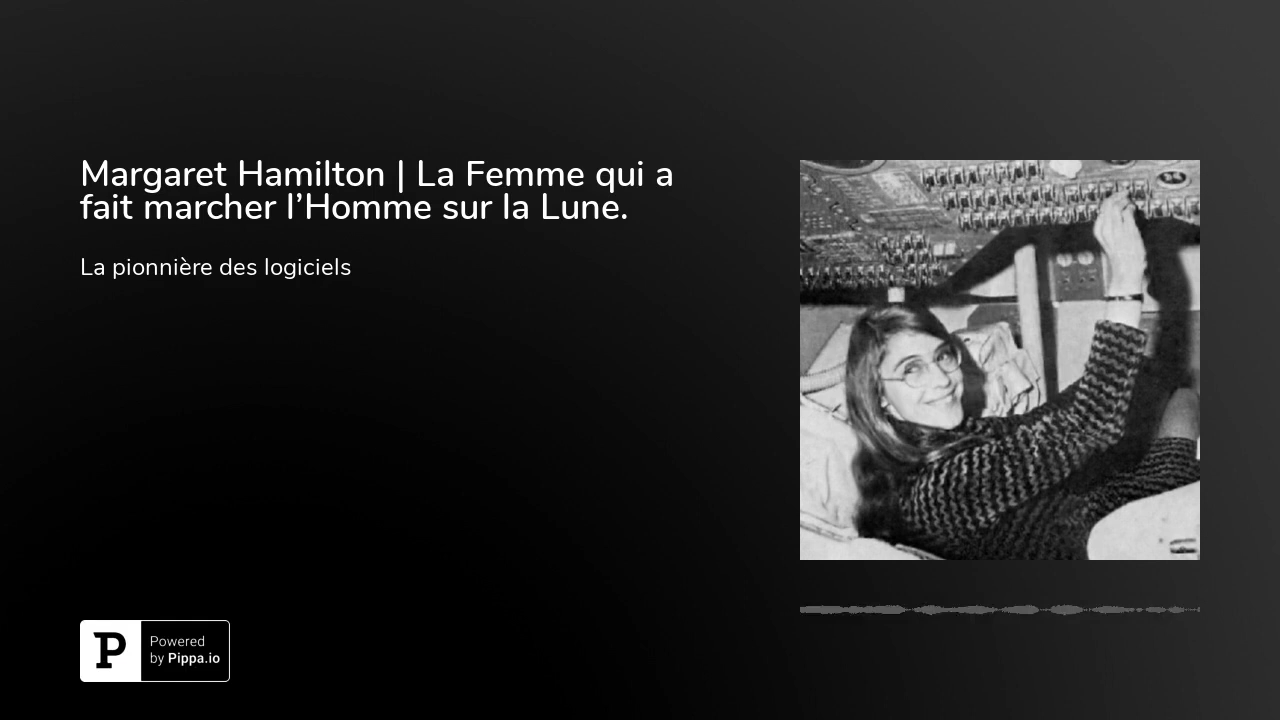 Margaret Hamilton | La Femme qui a
fait marcher l’Homme sur la Lune.
La pionnière des logiciels
P
Powered
by Pippa.io